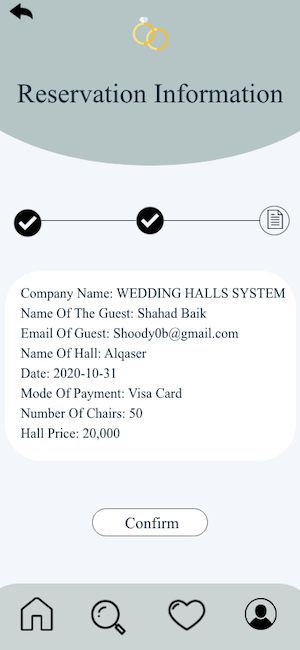 Reservation Information
Company Name: WEDDING HALLS SYSTEM
Name Of The Guest: Shahad Baik
Email Of Guest: Shoody0b@gmail.com
Name Of Hall: Alqaser
Date: 2020-10-31
Mode Of Payment: Visa Card
Number Of Chairs: 50
Hall Price: 20,000
Confirm